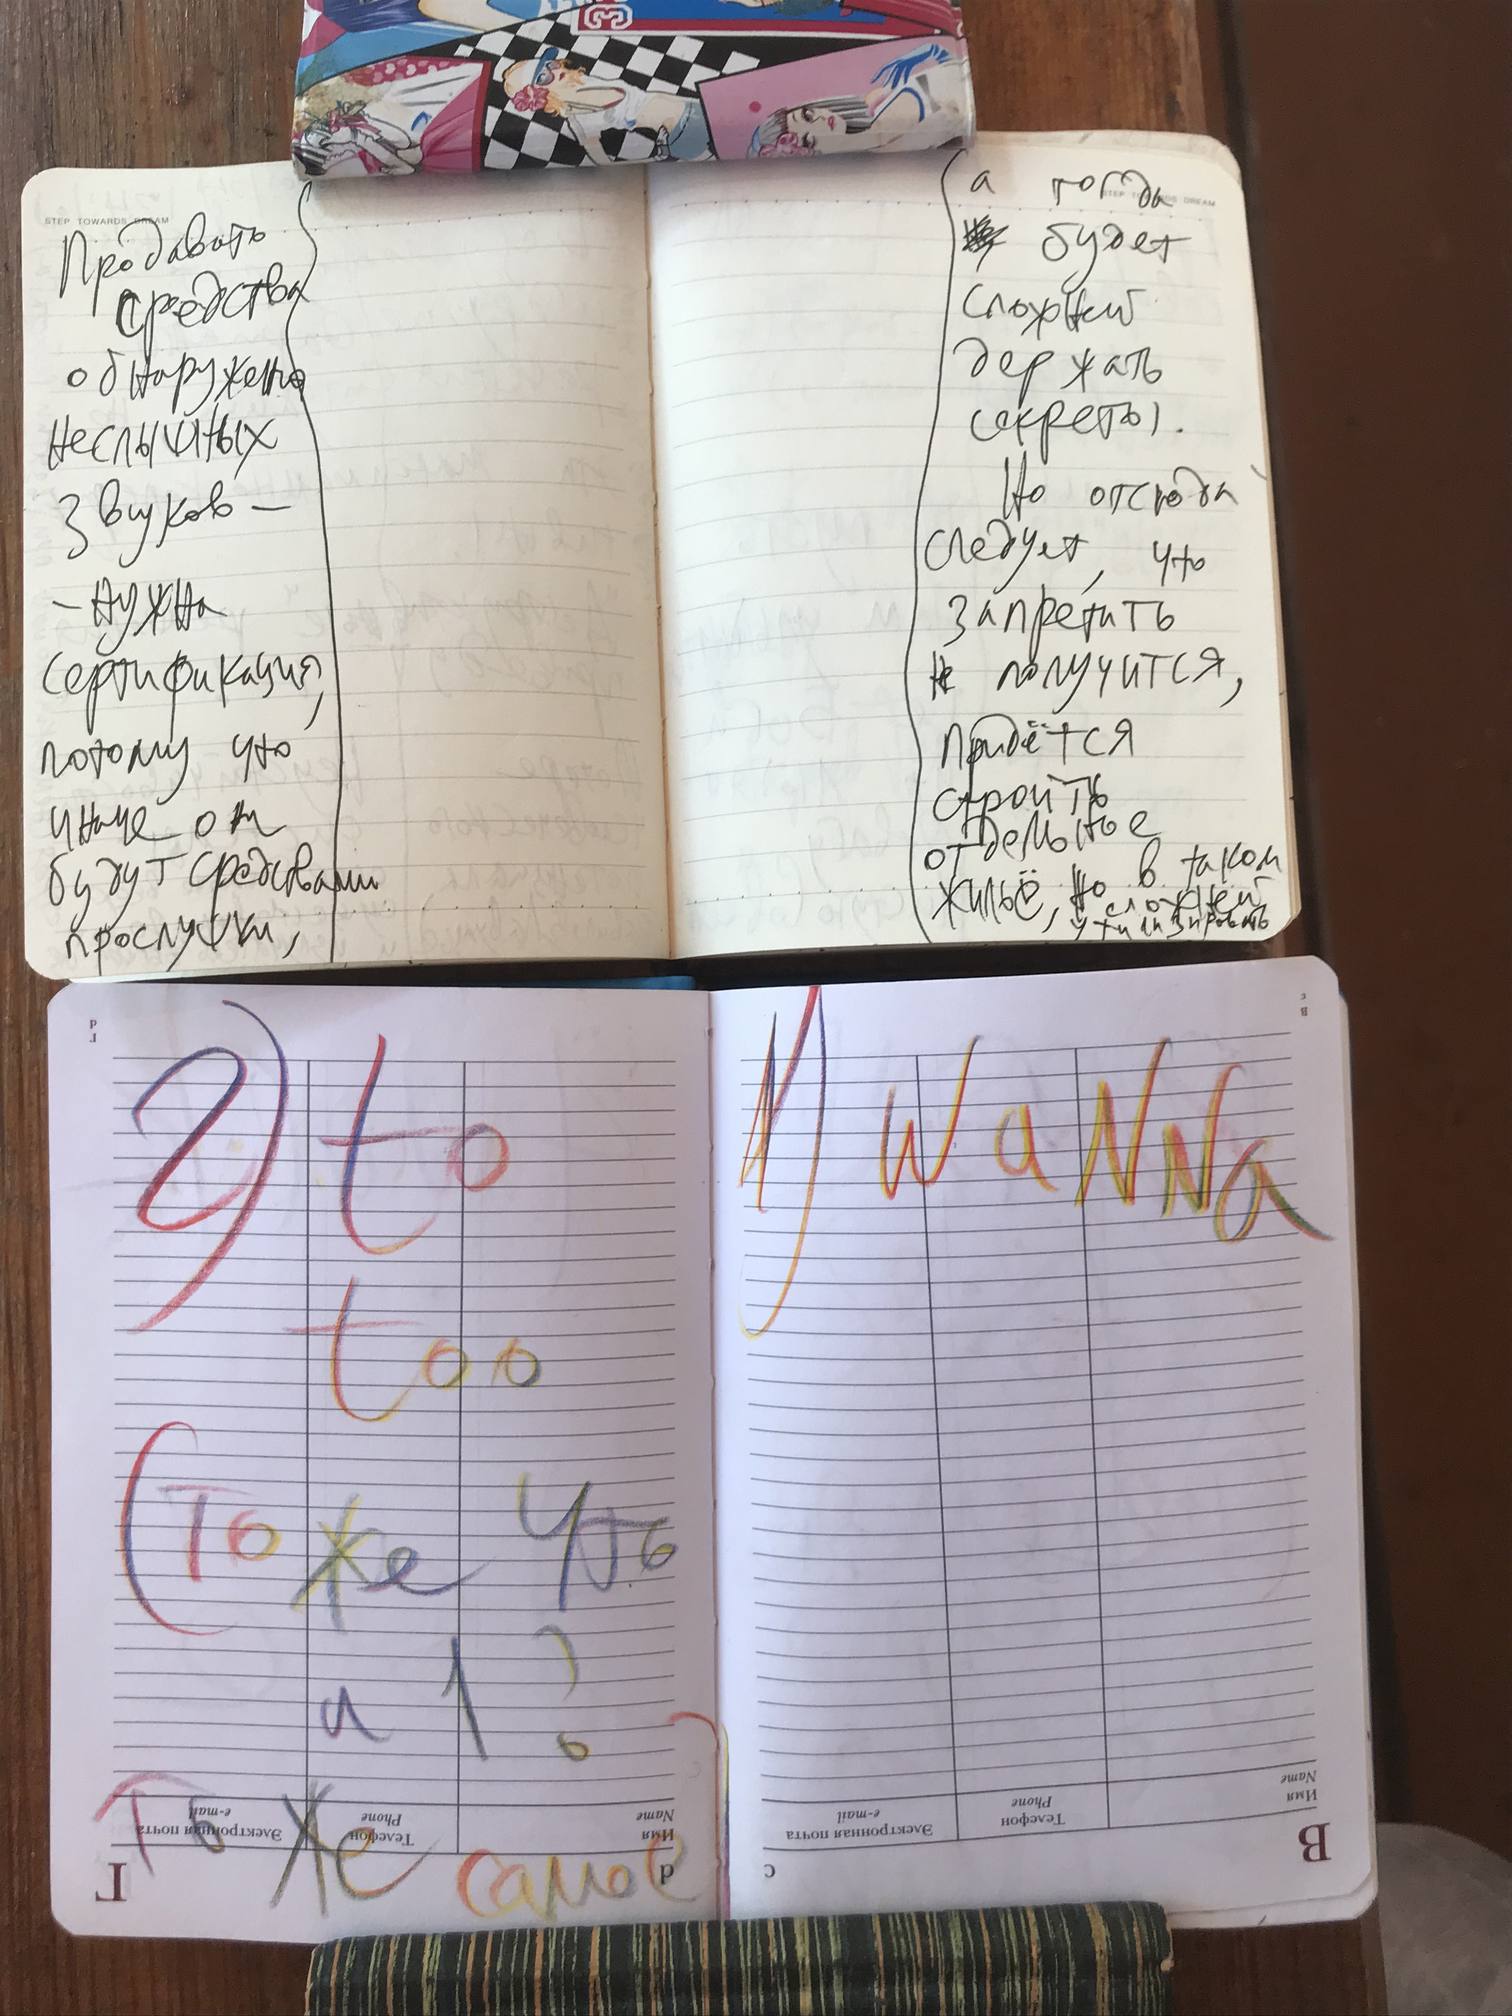 STEP TOWARDS DREAM
Продавать
средства
обнаружения
неслышных
звуков —
— нужна
сертификация,
потому что
иначе они
будут средствами
прослушки,
STEP TOWARDS DREAM
а тогда
будет
сложней
держать
секреты.
Но отсюда
следует, что
запретить
не получится,
придётся
строить
отдельное
жильё, но в таком
сложней
утилизировать
Г
d
2) to
too
(то же что
и 1)
То же самое
Имя
Name
Телефон
Phone
Электронная почта
e-mail
d
Г
В
c
1) waNNa
Имя
Name
Телефон
Phone
Электронная почта
e-mail
c
В